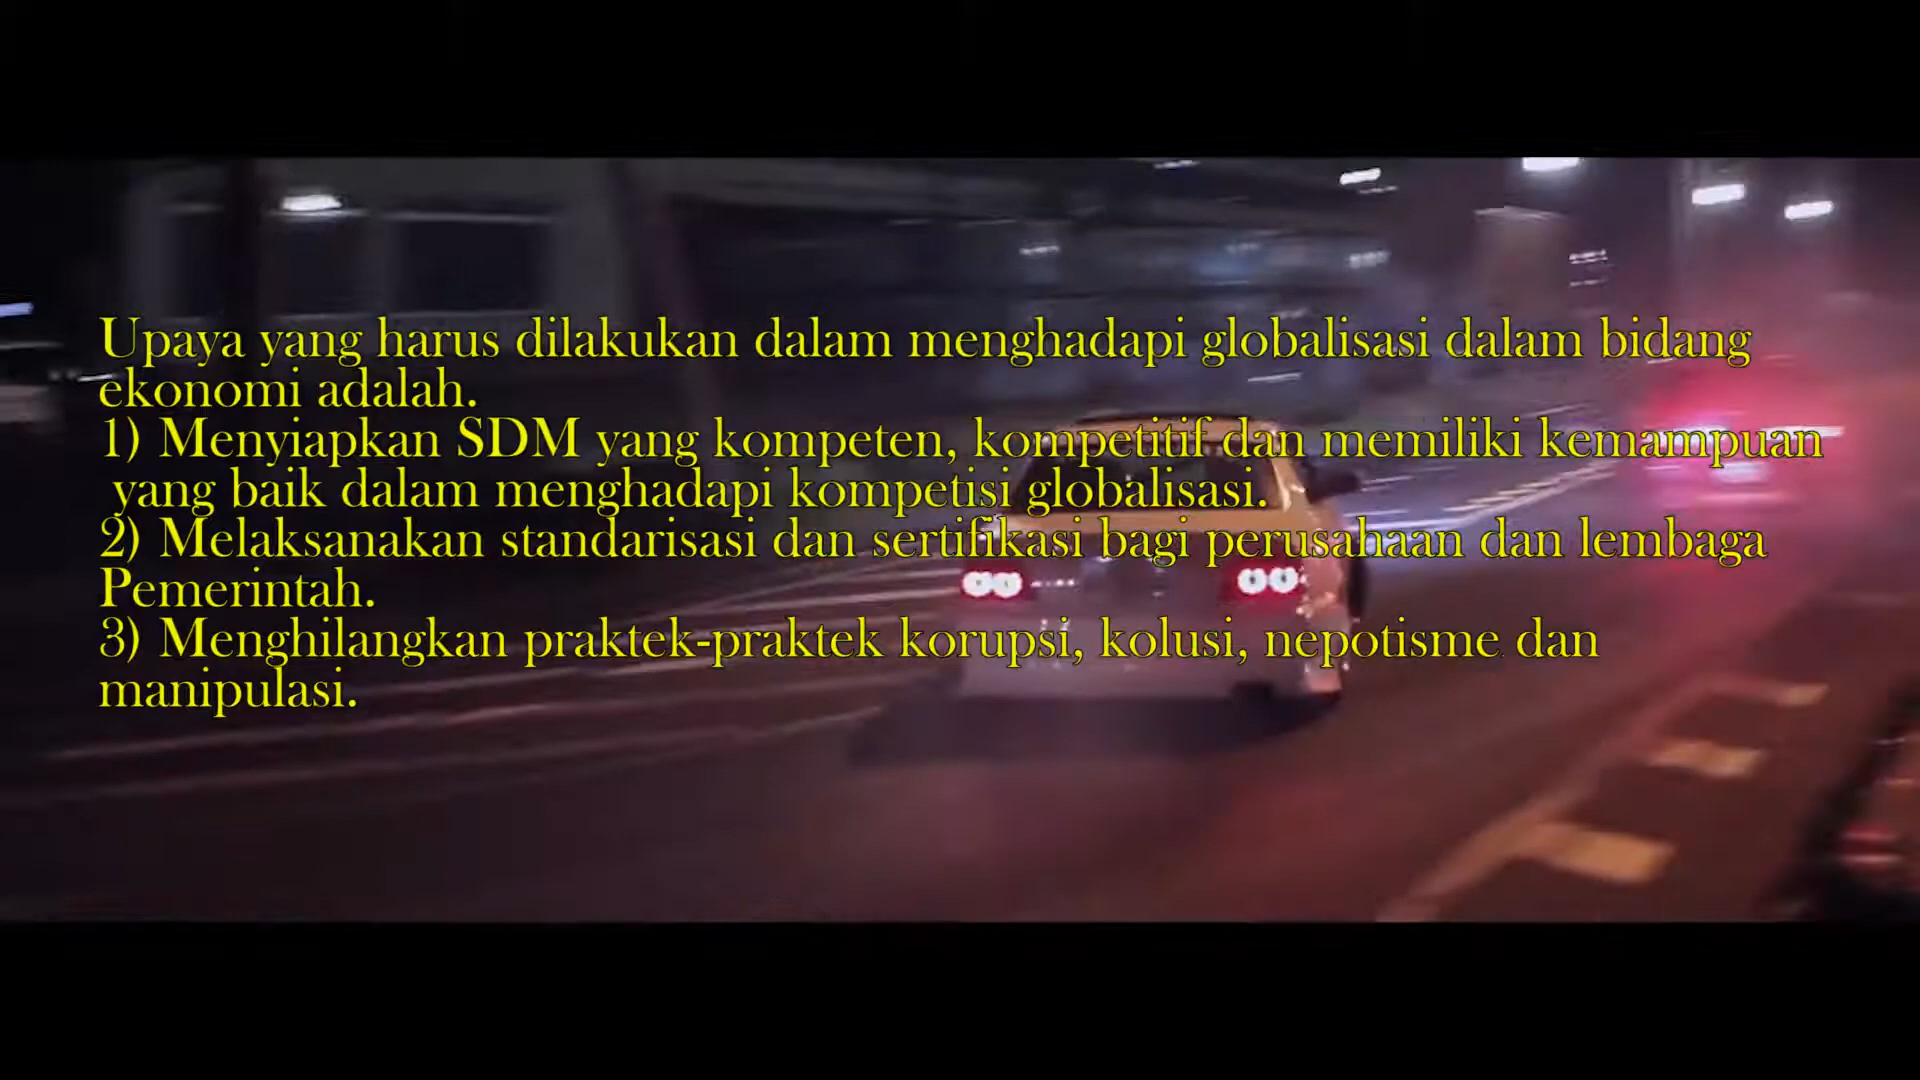 Upaya yang harus dilakukan dalam menghadapi globalisasi dalam bidang
ekonomi adalah.
1) Menyiapkan SDM yang kompeten, kompetitif dan memiliki kemampuan
yang baik dalam menghadapi kompetisi globalisasi.
2) Melaksanakan standarisasi dan sertifikasi bagi perusahaan dan lembaga
Pemerintah.
3) Menghilangkan praktek-praktek korupsi, kolusi, nepotisme dan
manipulasi.